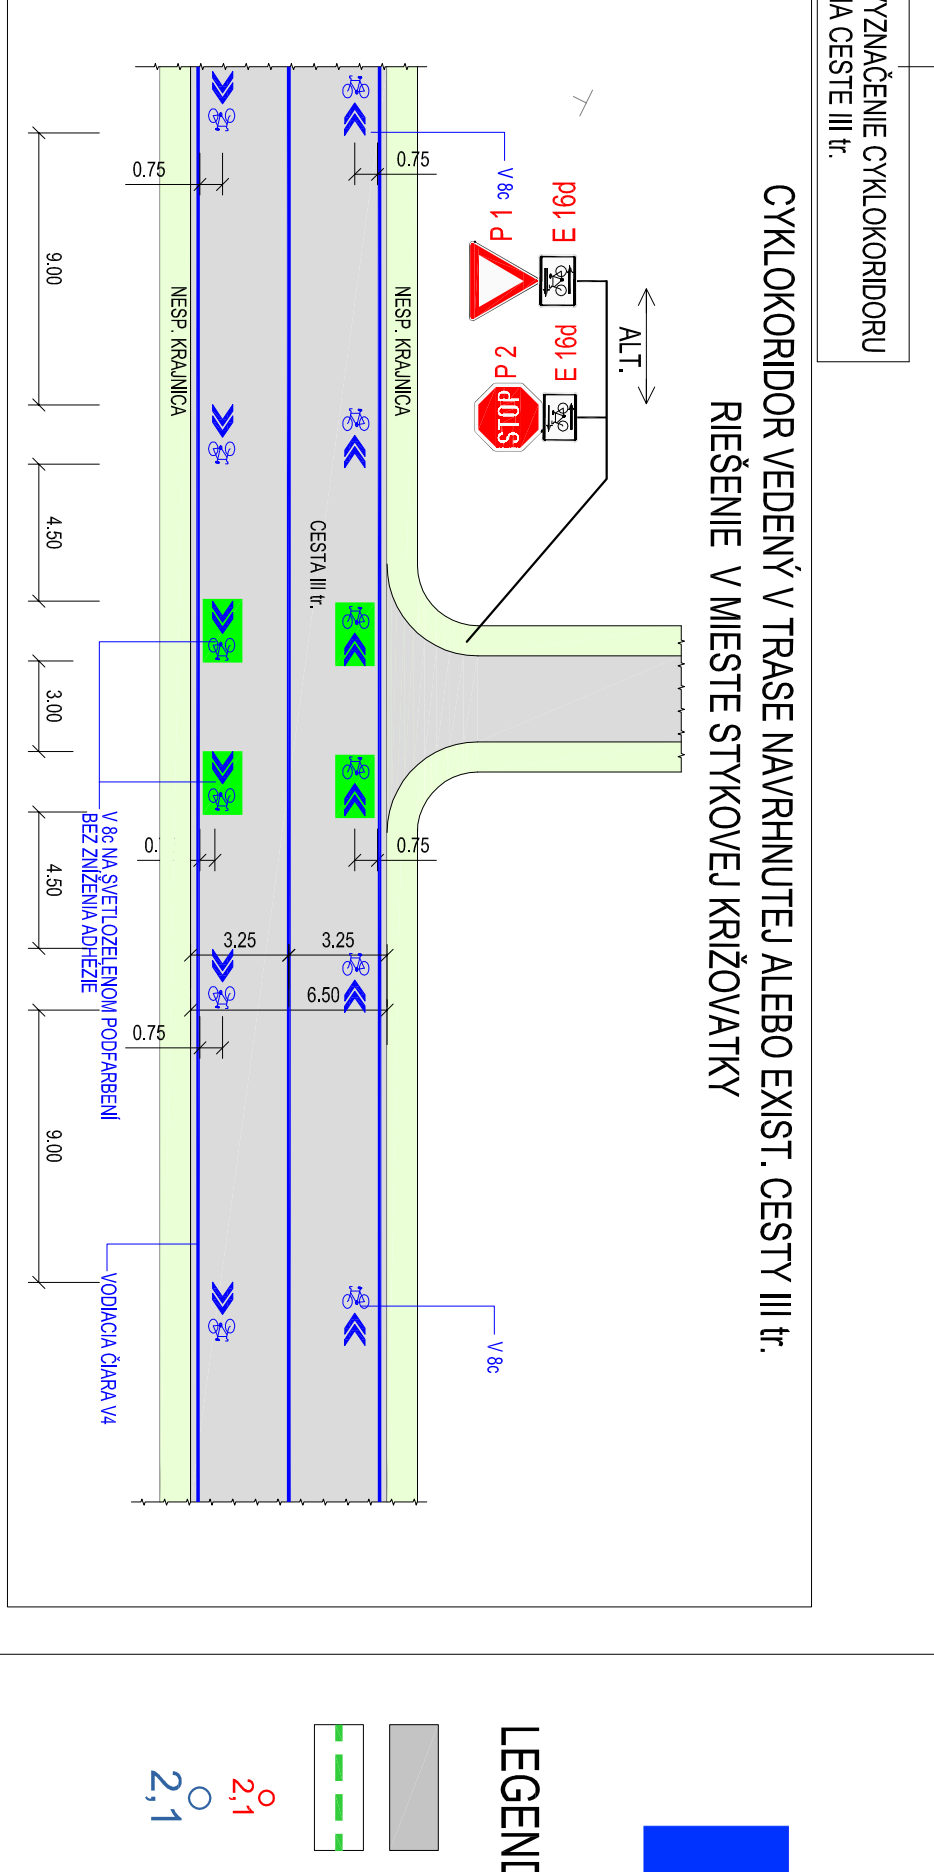 YZNAČENIE CYKLOKORIDORU
A CESTE III tr.
CYKLOKORIDOR VEDENÝ V TRASE NAVRHNUTEJ ALEBO EXIST. CESTY III tr.
RIEŠENIE V MIESTE STYKOVEJ KRIŽOVATKY
ALT.
E 16d
E 16d
P 1
P 2
STOP
V 8c
V 8c
0.75
0.75
NESP. KRAJNICA
CESTA III tr.
3.25
3.25
6.50
NESP. KRAJNICA
0.75
0.
0.75
V 8c NA SVETLOZELENOM PODFARBENÍ
BEZ ZNÍŽENIA ADHÉZIE
VODIACIA ČIARA V4
9.00
4.50
3.00
4.50
9.00
LEGEND
2,1
2,1